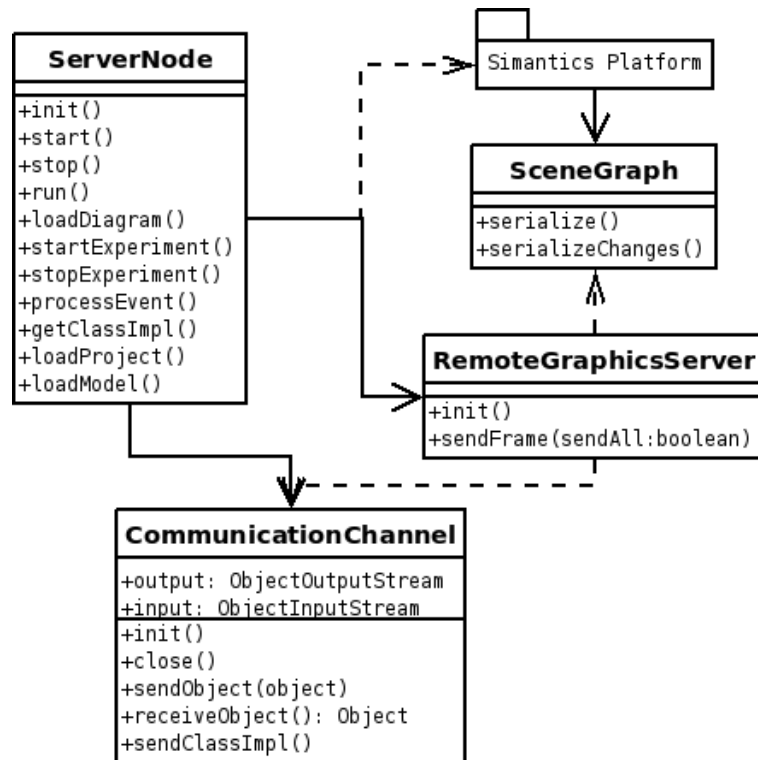 ServerNode
+init()
+start()
+stop()
+run()
+loadDiagram()
+startExperiment()
+stopExperiment()
+processEvent()
+getClassImpl()
+loadProject()
+loadModel()
Simantics Platform
SceneGraph
+serialize()
+serializeChanges()
RemoteGraphicsServer
+init()
+sendFrame(sendAll:boolean)
CommunicationChannel
+output: ObjectOutputStream
+input: ObjectInputStream
+init()
+close()
+sendObject(object)
+receiveObject(): Object
+sendClassImpl()